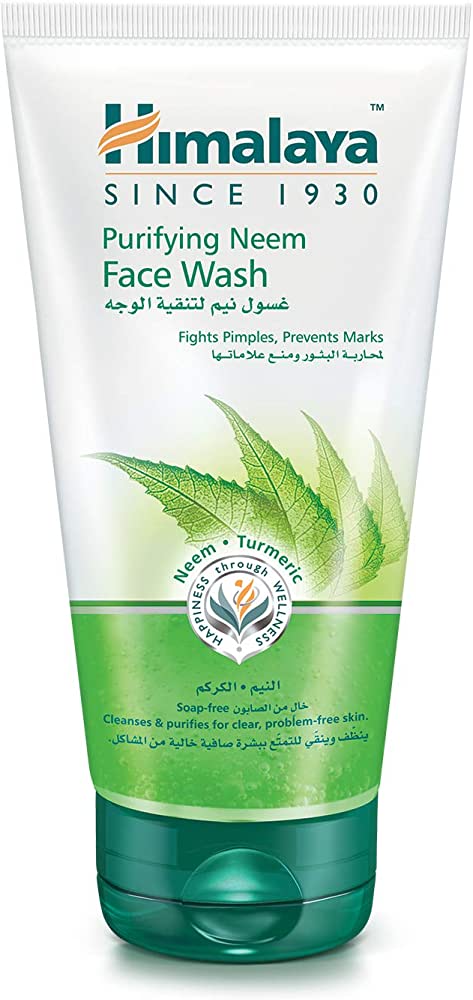 Himalaya™
SINCE 1930
Purifying Neem
Face Wash
غسول نيم لتنقية الوجه
Fights Pimples, Prevents Marks
لمحاربة البثور ومنع علاماتها
Neem • Turmeric
HAPPINESS through WELLNESS
النيم • الكركم
Soap-free خال من الصابون
Cleanses & purifies for clear, problem-free skin.
ينظّف وينقّي للتمتّع ببشرة صافية خالية من المشاكل.